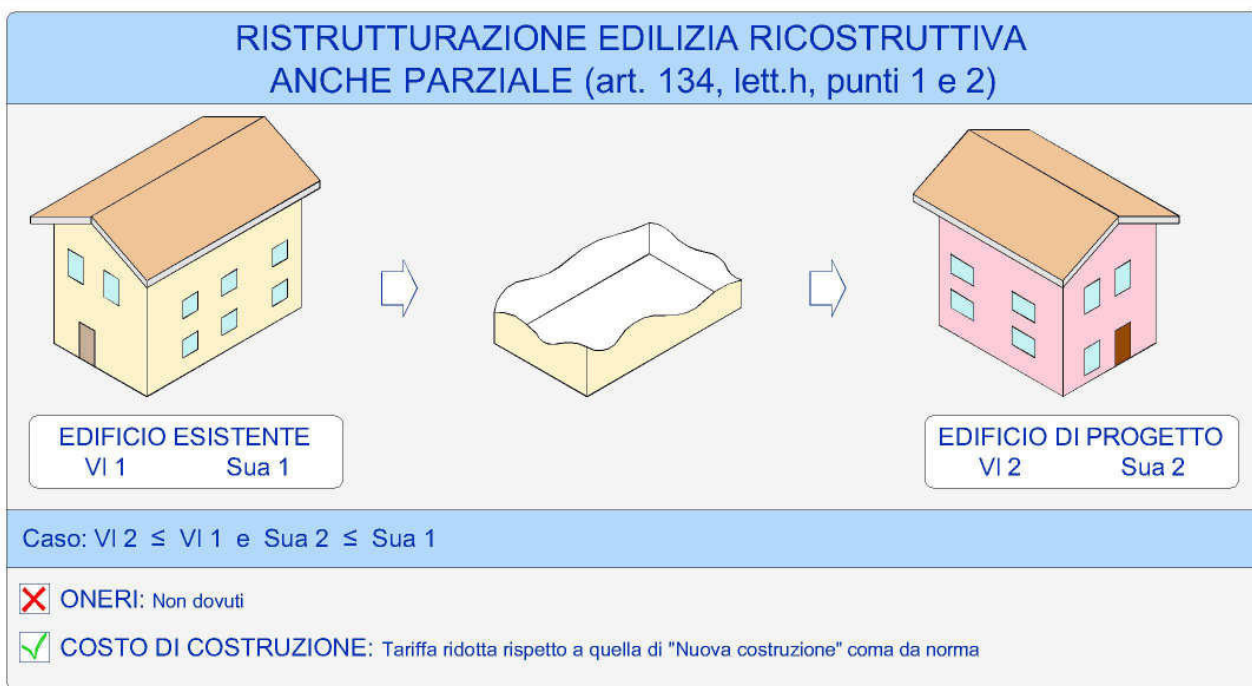 RISTRUTTURAZIONE EDILIZIA RICOSTRUTTIVA
ANCHE PARZIALE (art. 134, lett.h, punti 1 e 2)
EDIFICIO ESISTENTE
Vl 1 Sua 1
EDIFICIO DI PROGETTO
Vl 2 Sua 2
Caso: Vl 2 ≤ Vl 1 e Sua 2 ≤ Sua 1
ONERI: Non dovuti
COSTO DI COSTRUZIONE: Tariffa ridotta rispetto a quella di "Nuova costruzione" coma da norma